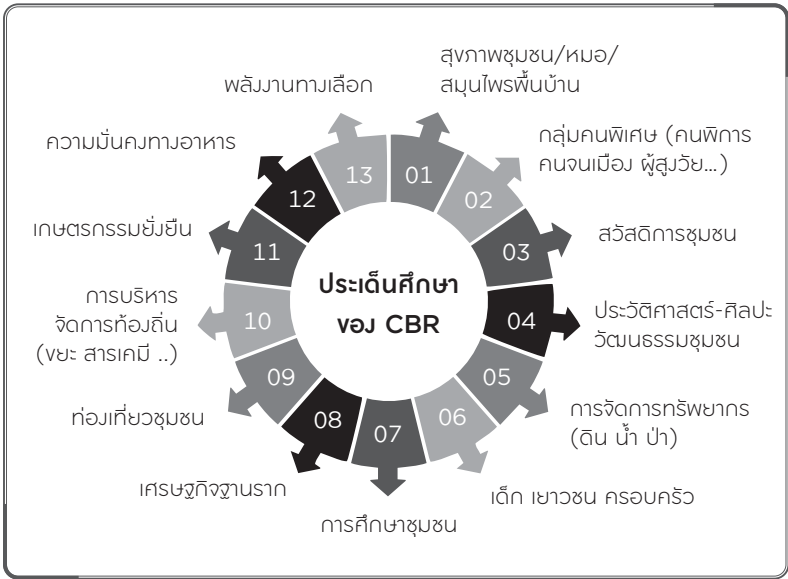 ประเด็นศึกษา
ของ CBR
01
สุขภาพชุมชน/หมอ/
สมุนไพรพื้นบ้าน
02
กลุ่มคนพิเศษ (คนพิการ
คนจนเมือง ผู้สูงวัย...)
03
สวัสดิการชุมชน
04
ประวัติศาสตร์-ศิลปะ
วัฒนธรรมชุมชน
05
การจัดการทรัพยากร
(ดิน น้ำ ป่า)
06
เด็ก เยาวชน ครอบครัว
07
การศึกษาชุมชน
08
เศรษฐกิจฐานราก
09
ท่องเที่ยวชุมชน
10
การบริหาร
จัดการท้องถิ่น
(ขยะ สารเคมี ..)
11
เกษตรกรรมยั่งยืน
12
ความมั่นคงทางอาหาร
13
พลังงานทางเลือก